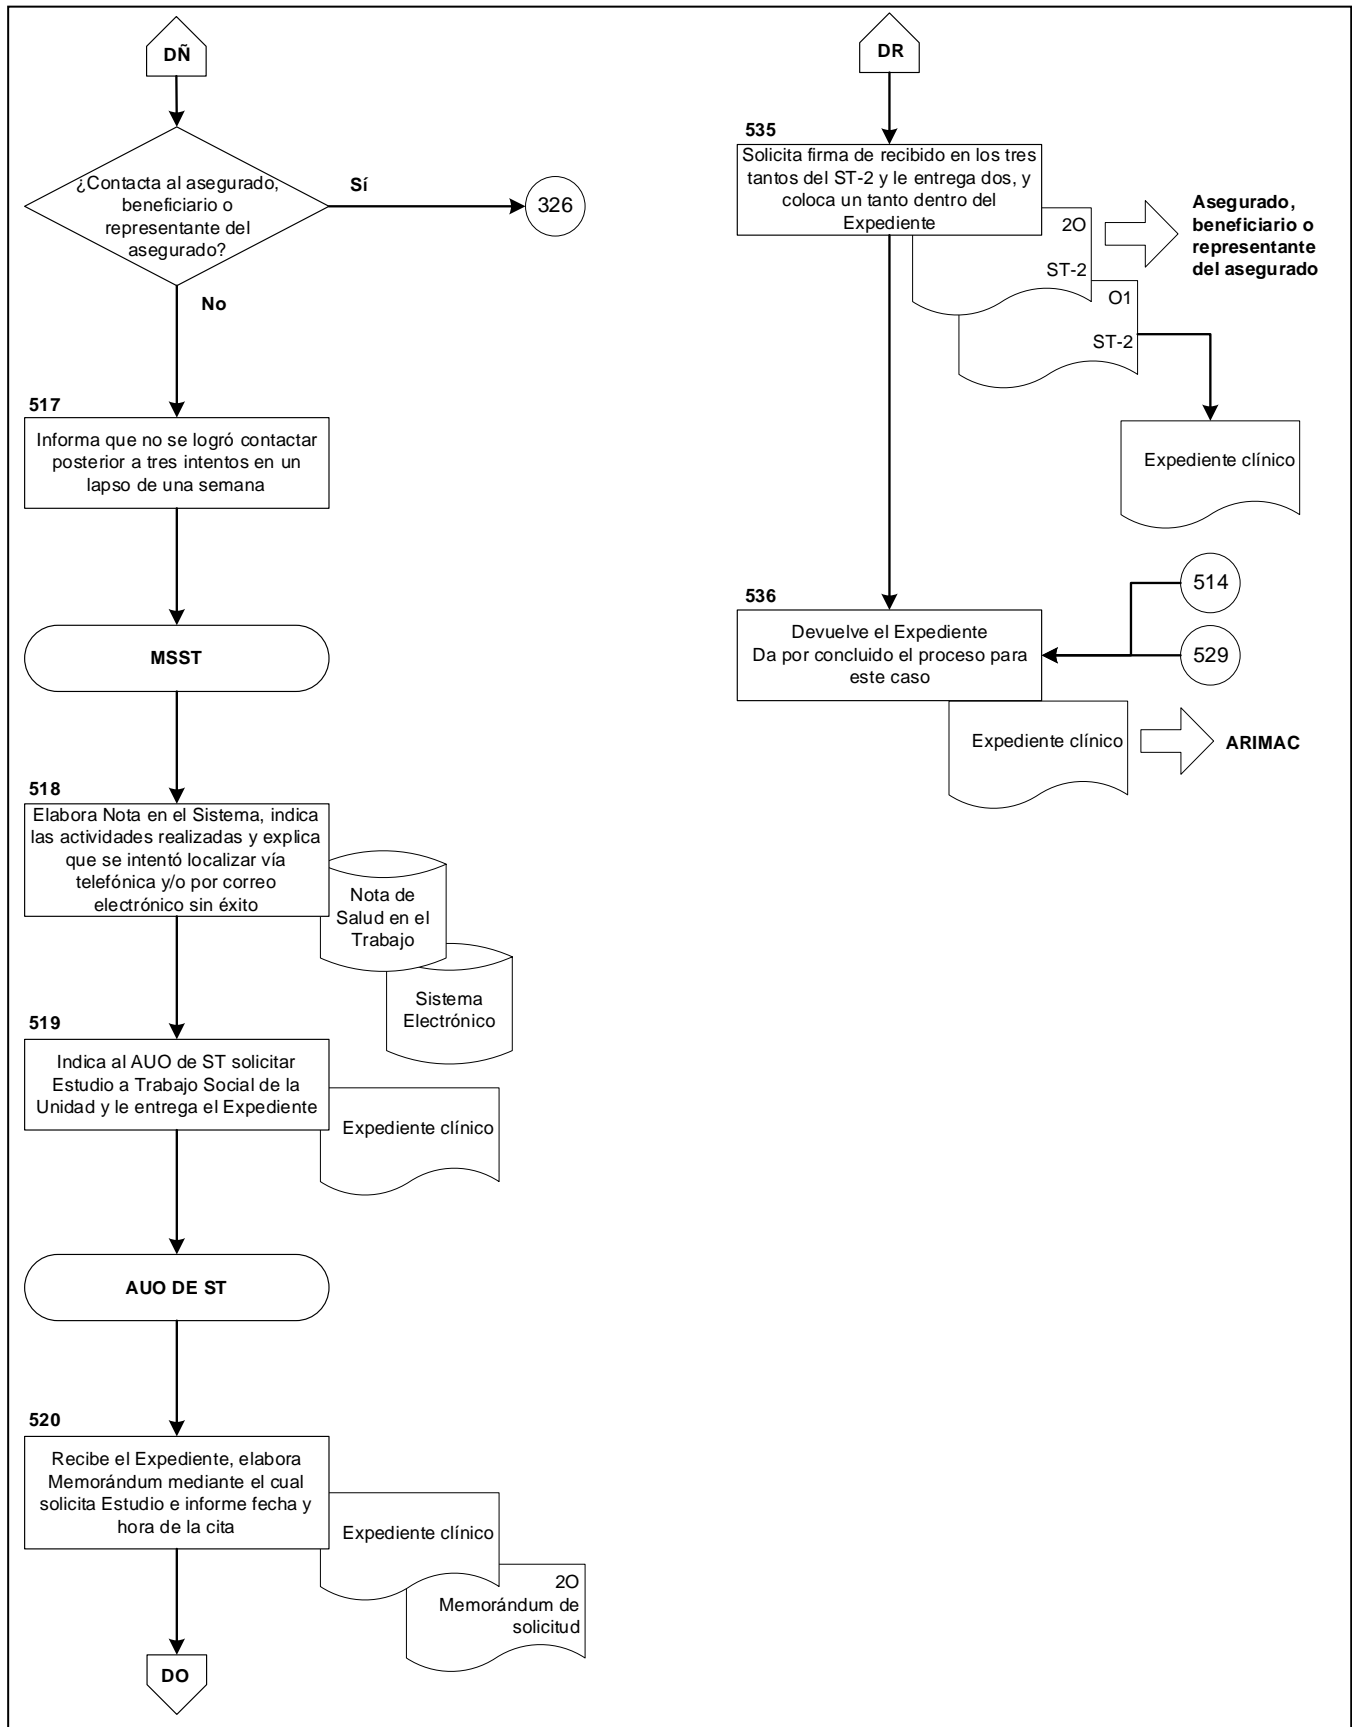 DÑ
¿Contacta al asegurado,
beneficiario o
representante del
asegurado?
Sí
326
No
517
Informa que no se logró contactar
posterior a tres intentos en un
lapso de una semana
MSST
518
Elabora Nota en el Sistema, indica
las actividades realizadas y explica
que se intentó localizar vía
telefónica y/o por correo
electrónico sin éxito
Nota de
Salud en el
Trabajo
Sistema
Electrónico
519
Indica al AUO de ST solicitar
Estudio a Trabajo Social de la
Unidad y le entrega el Expediente
Expediente clínico
AUO DE ST
520
Recibe el Expediente, elabora
Memorándum mediante el cual
solicita Estudio e informe fecha y
hora de la cita
Expediente clínico
2O
Memorándum de
solicitud
DO
DR
535
Solicita firma de recibido en los tres
tantos del ST-2 y le entrega dos, y
coloca un tanto dentro del
Expediente
2O
ST-2
Asegurado,
beneficiario o
representante
del asegurado
O1
ST-2
Expediente clínico
514
529
536
Devuelve el Expediente
Da por concluido el proceso para
este caso
Expediente clínico
ARIMAC